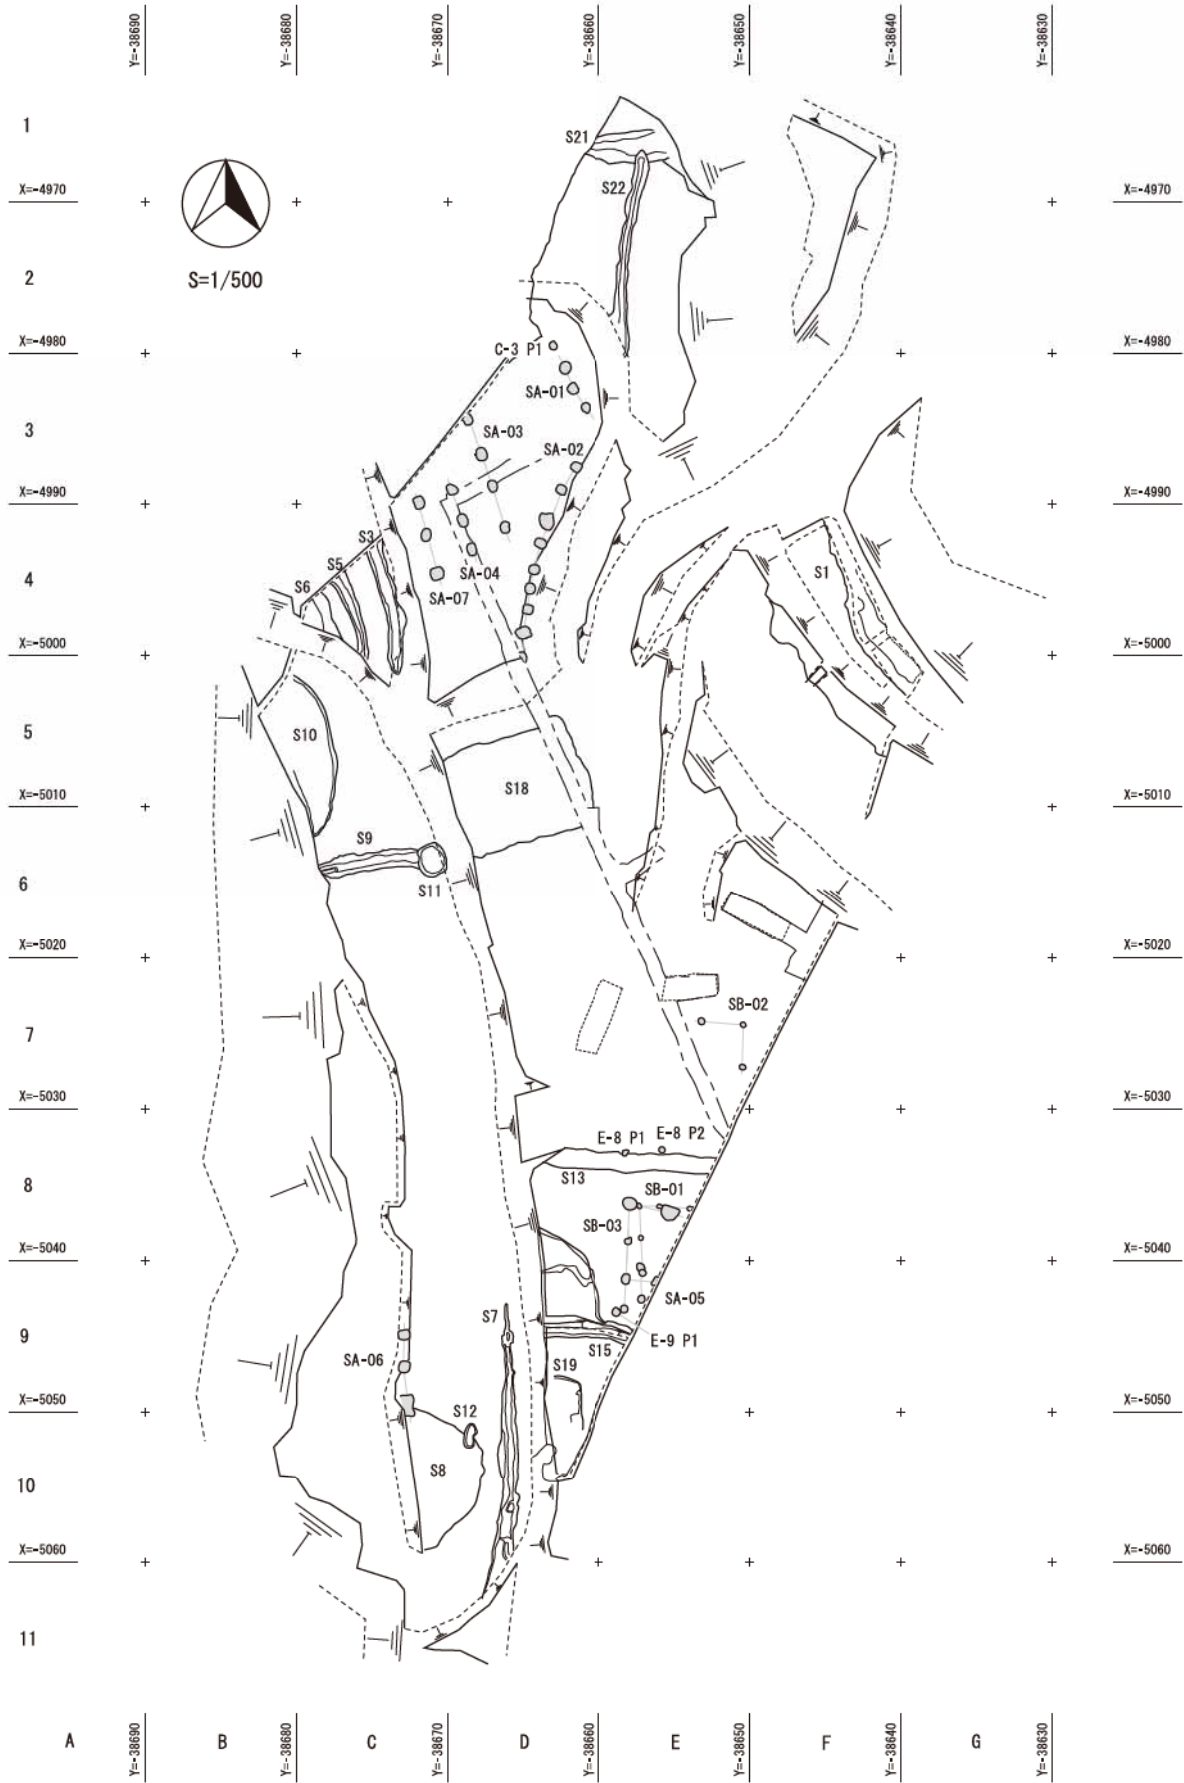 Y=-38690
Y=-38680
Y=-38670
Y=-38660
Y=-38650
Y=-38640
Y=-38630
1
S21
X=-4970
S22
X=-4970
2
S=1/500
X=-4980
C-3 P1
X=-4980
SA-01
3
SA-03
SA-02
X=-4990
X=-4990
S3
S5
S6
4
SA-04
SA-07
S1
X=-5000
X=-5000
5
S10
S18
X=-5010
X=-5010
S9
6
S11
X=-5020
X=-5020
SB-02
7
X=-5030
X=-5030
E-8 P1
E-8 P2
S13
8
SB-01
SB-03
X=-5040
X=-5040
SA-05
S7
9
E-9 P1
S15
SA-06
S19
X=-5050
X=-5050
S12
S8
10
X=-5060
X=-5060
11
A
Y=-38690
B
Y=-38680
C
Y=-38670
D
Y=-38660
E
Y=-38650
F
Y=-38640
G
Y=-38630